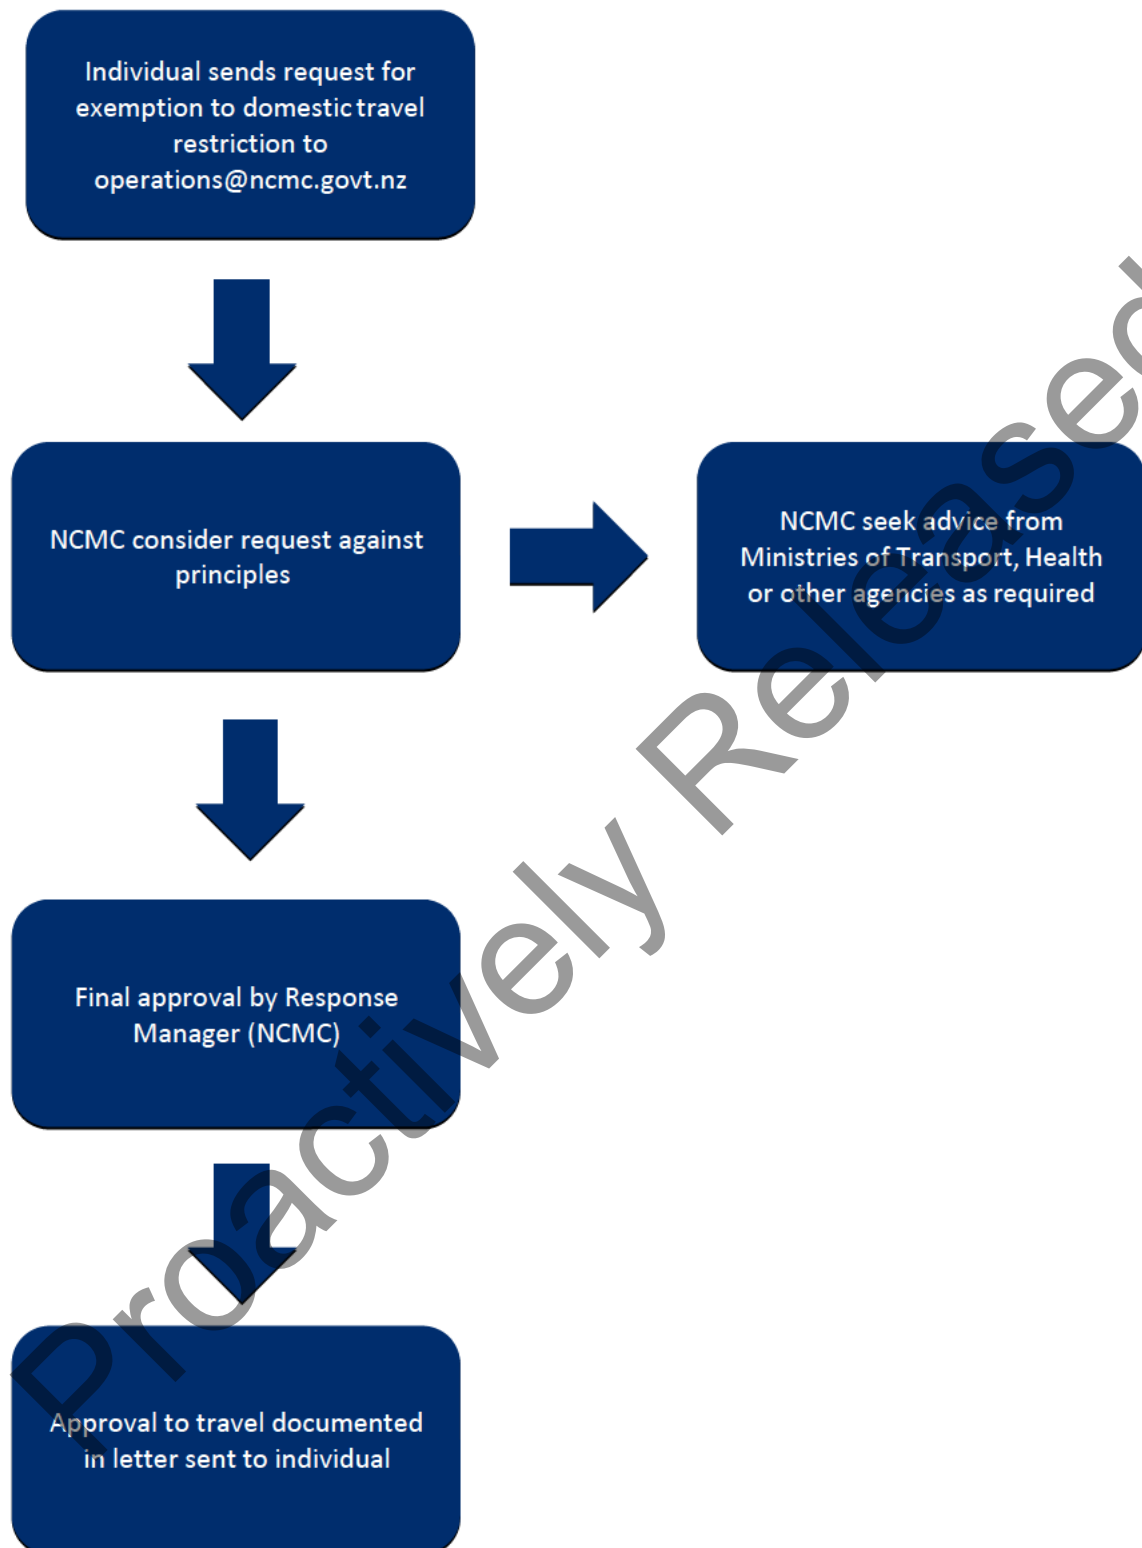 Individual sends request for
exemption to domestic travel
restriction to
operations@ncmc.govt.nz
NCMC consider request against
principles
NCMC seek advice from
Ministries of Transport, Health
or other agencies as required
Final approval by Response
Manager (NCMC)
Approval to travel documented
in letter sent to individual
Proactively Released